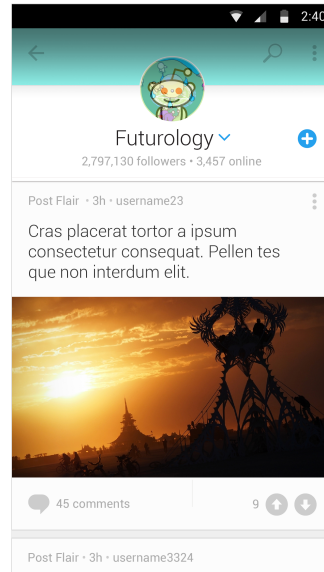 2:40
Futurology
2,797,130 followers • 3,457 online
Post Flair • 3h • username23
Cras placerat tortor a ipsum
consectetur consequat. Pellen tes
que non interdum elit.
45 comments
9
Post Flair • 3h • username3324